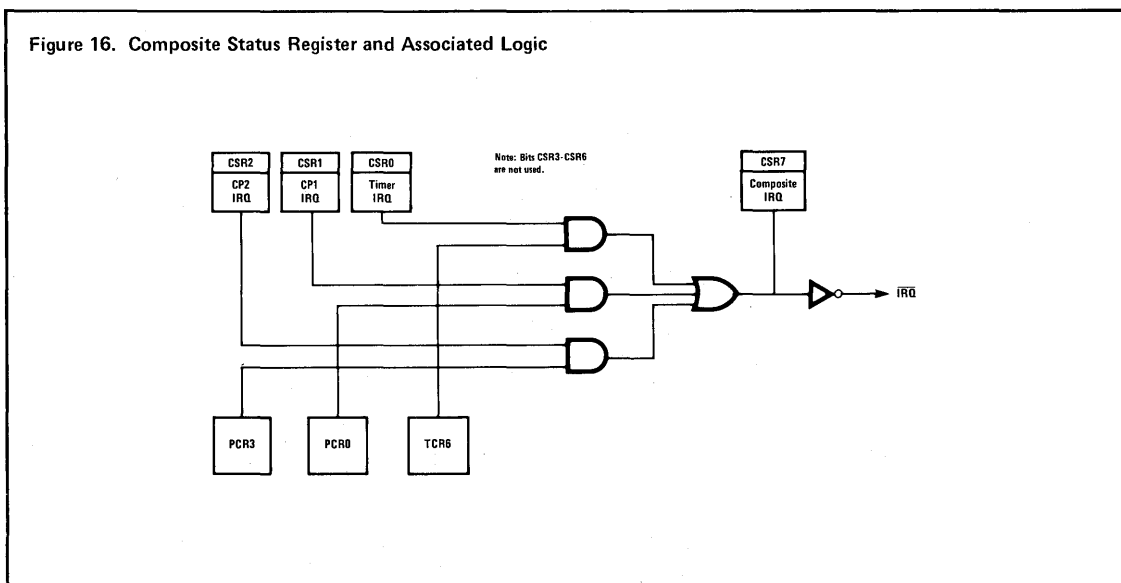 Figure 16. Composite Status Register and Associated Logic
CSR2
CP2
IRQ
CSR1
CP1
IRQ
CSR0
Timer
IRQ
Note: Bits CSR3-CSR6
are not used.
CSR7
Composite
IRQ
IRQ
PCR3
PCR0
TCR6